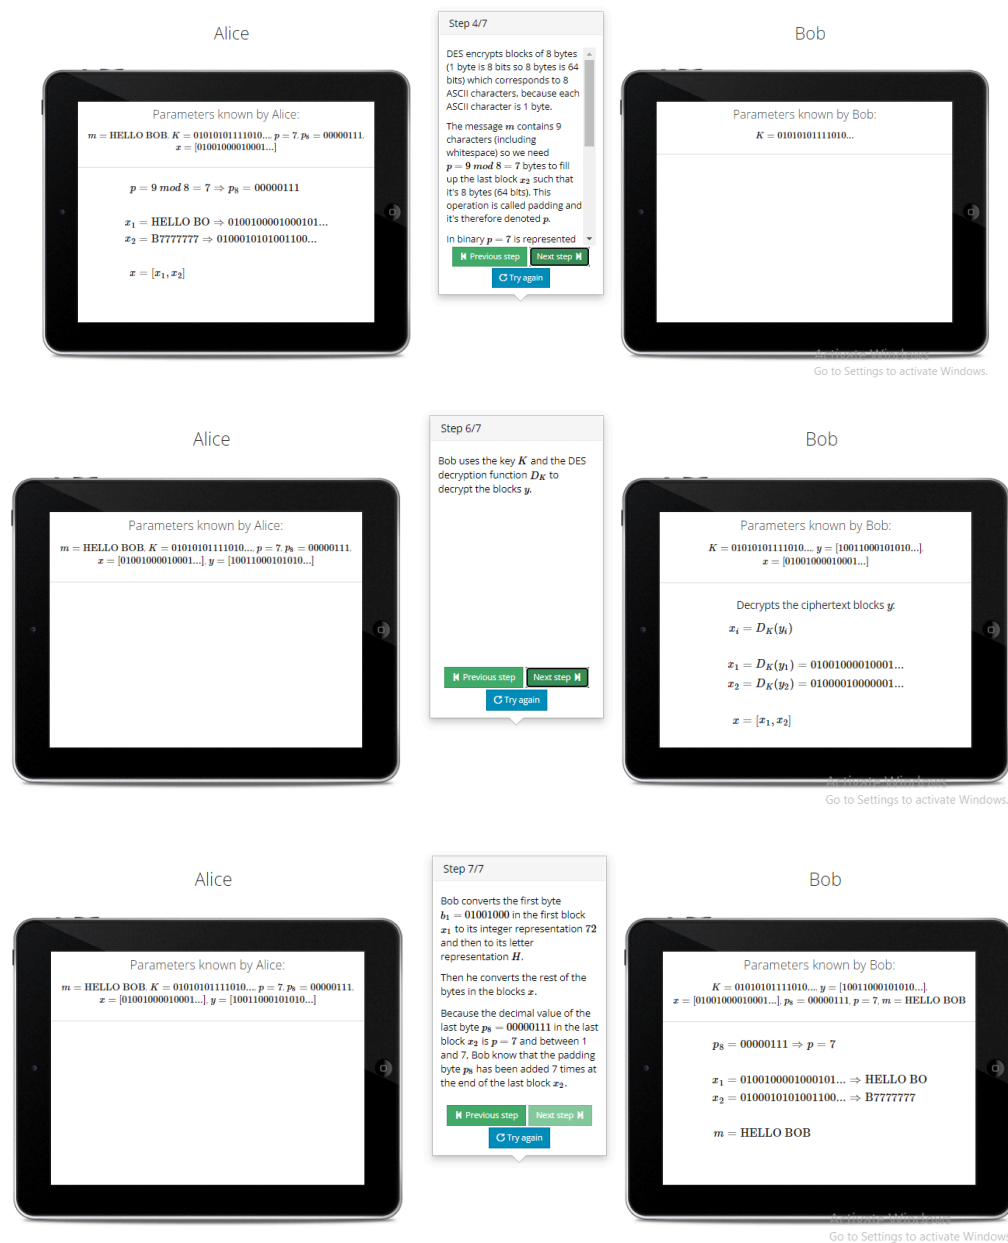 Alice
Step 4/7
Bob
Parameters known by Alice:
m = HELLO BOB, K = 01010101111010..., p = 7, p8 = 00000111,
x = [01001000010001...]
p = 9 mod 8 = 7 ⇒ p8 = 00000111
x1 = HELLO BO ⇒ 0100100001000101...
x2 = B7777777 ⇒ 0100010101001100...
x = [x1, x2]
DES encrypts blocks of 8 bytes
(1 byte is 8 bits so 8 bytes is 64
bits) which corresponds to 8
ASCII characters, because each
ASCII character is 1 byte.
The message m contains 9
characters (including
whitespace) so we need
p = 9 mod 8 = 7 bytes to fill
up the last block x2 such that
it's 8 bytes (64 bits). This
operation is called padding and
it's therefore denoted p.
In binary p = 7 is represented
Previous step
Next step
Try again
Parameters known by Bob:
K = 01010101111010...
Activate Windows
Go to Settings to activate Windows.
Alice
Step 6/7
Bob
Parameters known by Alice:
m = HELLO BOB, K = 01010101111010..., p = 7, p8 = 00000111,
x = [01001000010001...], y = [10011000101010...]
Bob uses the key K and the DES
decryption function DK to
decrypt the blocks y.
Previous step
Next step
Try again
Parameters known by Bob:
K = 01010101111010..., y = [10011000101010...],
x = [01001000010001...]
Decrypts the ciphertext blocks y:
xi = DK(yi)
x1 = DK(y1) = 01001000010001...
x2 = DK(y2) = 01000010000001...
x = [x1, x2]
Activate Windows
Go to Settings to activate Windows.
Alice
Step 7/7
Bob
Parameters known by Alice:
m = HELLO BOB, K = 01010101111010..., p = 7, p8 = 00000111,
x = [01001000010001...], y = [10011000101010...]
Bob converts the first byte
b1 = 01001000 in the first block
x1 to its integer representation 72
and then to its letter
representation H.
Then he converts the rest of the
bytes in the blocks x.
Because the decimal value of the
last byte p8 = 00000111 in the last
block x2 is p = 7 and between 1
and 7, Bob know that the padding
byte p8 has been added 7 times at
the end of the last block x2.
Previous step
Next step
Try again
Parameters known by Bob:
K = 01010101111010..., y = [10011000101010...],
x = [01001000010001...], p8 = 00000111, p = 7, m = HELLO BOB
p8 = 00000111 ⇒ p = 7
x1 = 0100100001000101... ⇒ HELLO BO
x2 = 0100010101001100... ⇒ B7777777
m = HELLO BOB
Activate Windows
Go to Settings to activate Window